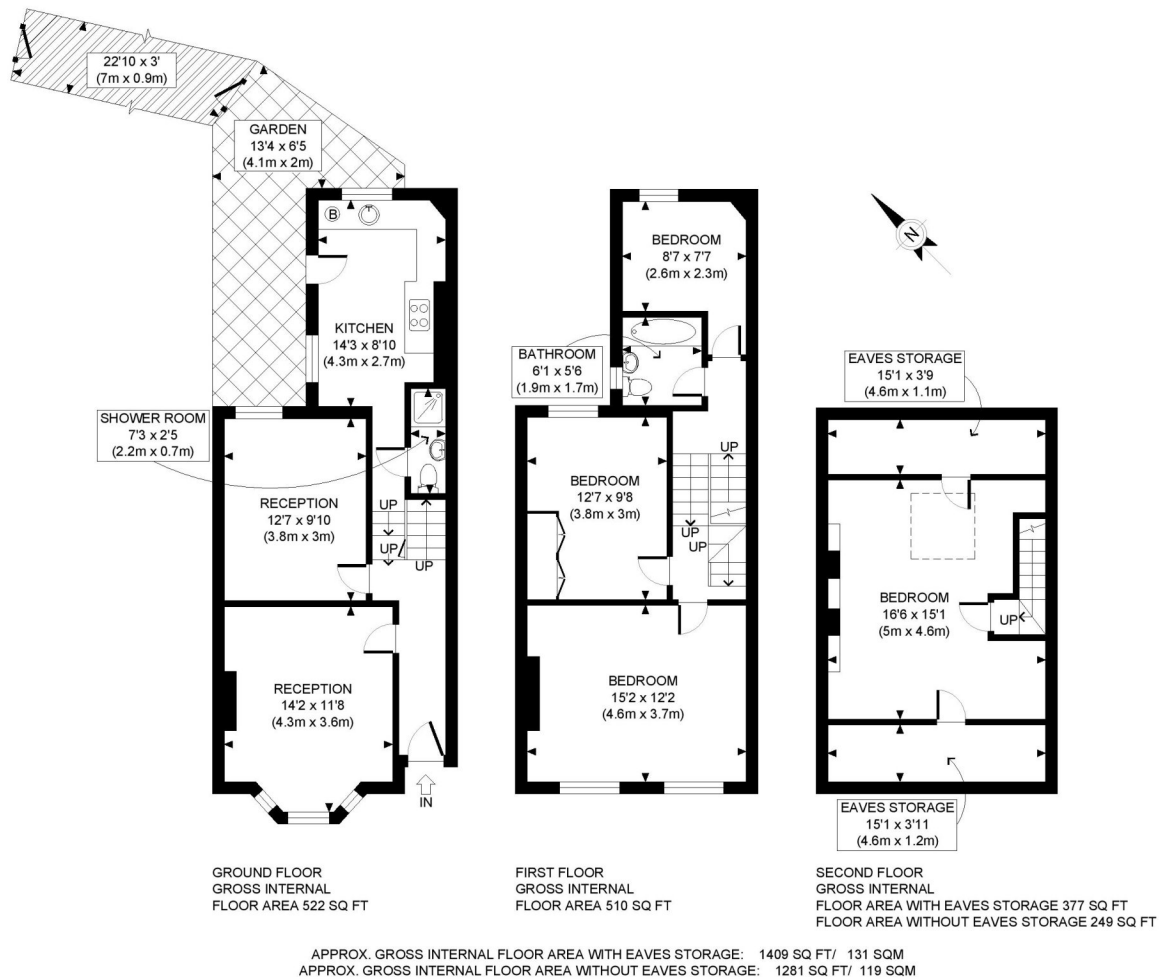 22'10 x 3'
(7m x 0.9m)
GARDEN
13'4 x 6'5
(4.1m x 2m)
B
KITCHEN
14'3 x 8'10
(4.3m x 2.7m)
SHOWER ROOM
7'3 x 2'5
(2.2m x 0.7m)
RECEPTION
12'7 x 9'10
(3.8m x 3m)
UP
UP
UP
RECEPTION
14'2 x 11'8
(4.3m x 3.6m)
IN
GROUND FLOOR
GROSS INTERNAL
FLOOR AREA 522 SQ FT
BEDROOM
8'7 x 7'7
(2.6m x 2.3m)
BATHROOM
6'1 x 5'6
(1.9m x 1.7m)
BEDROOM
12'7 x 9'8
(3.8m x 3m)
UP
UP
UP
BEDROOM
15'2 x 12'2
(4.6m x 3.7m)
FIRST FLOOR
GROSS INTERNAL
FLOOR AREA 510 SQ FT
N
EAVES STORAGE
15'1 x 3'9
(4.6m x 1.1m)
BEDROOM
16'6 x 15'1
(5m x 4.6m)
UP
EAVES STORAGE
15'1 x 3'11
(4.6m x 1.2m)
SECOND FLOOR
GROSS INTERNAL
FLOOR AREA WITH EAVES STORAGE 377 SQ FT
FLOOR AREA WITHOUT EAVES STORAGE 249 SQ FT
APPROX. GROSS INTERNAL FLOOR AREA WITH EAVES STORAGE: 1409 SQ FT/ 131 SQM
APPROX. GROSS INTERNAL FLOOR AREA WITHOUT EAVES STORAGE: 1281 SQ FT/ 119 SQM